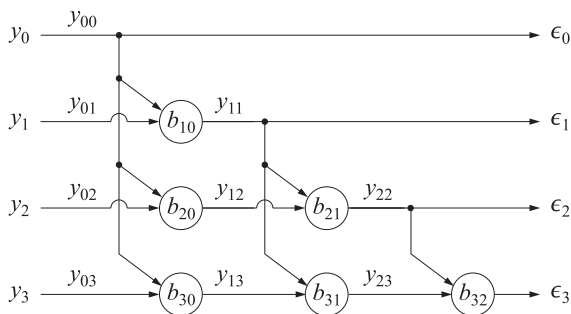 y₀ y₀₀ ϵ₀
y₁ y₀₁ b₁₀ y₁₁ ϵ₁
y₂ y₀₂ b₂₀ y₁₂ b₂₁ y₂₂ ϵ₂
y₃ y₀₃ b₃₀ y₁₃ b₃₁ y₂₃ b₃₂ ϵ₃